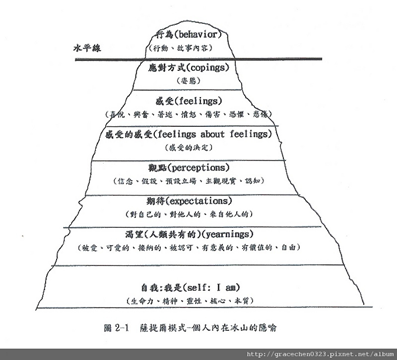 行為(behavior)
(行動、故事內容)
水平線
應對方式(copings)
(姿態)
感受(feelings)
(喜悅、興奮、著迷、憤怒、傷害、恐懼、悲傷)
感受的感受(feelings about feelings)
(感受的決定)
觀點(perceptions)
(信念、假設、預設立場、主觀現實、認知)
期待(expectations)
(對自己的、對他人的、來自他人的)
渴望(人類共有的)(yearnings)
(被愛、可愛的、接納的、被認可、有意義的、有價值的、自由)
自我:我是(self: I am)
(生命力、精神、靈性、核心、本質)
圖 2-1 薩提爾模式-個人內在冰山的隱喻
http://gracechen0323.pixnet.net/album